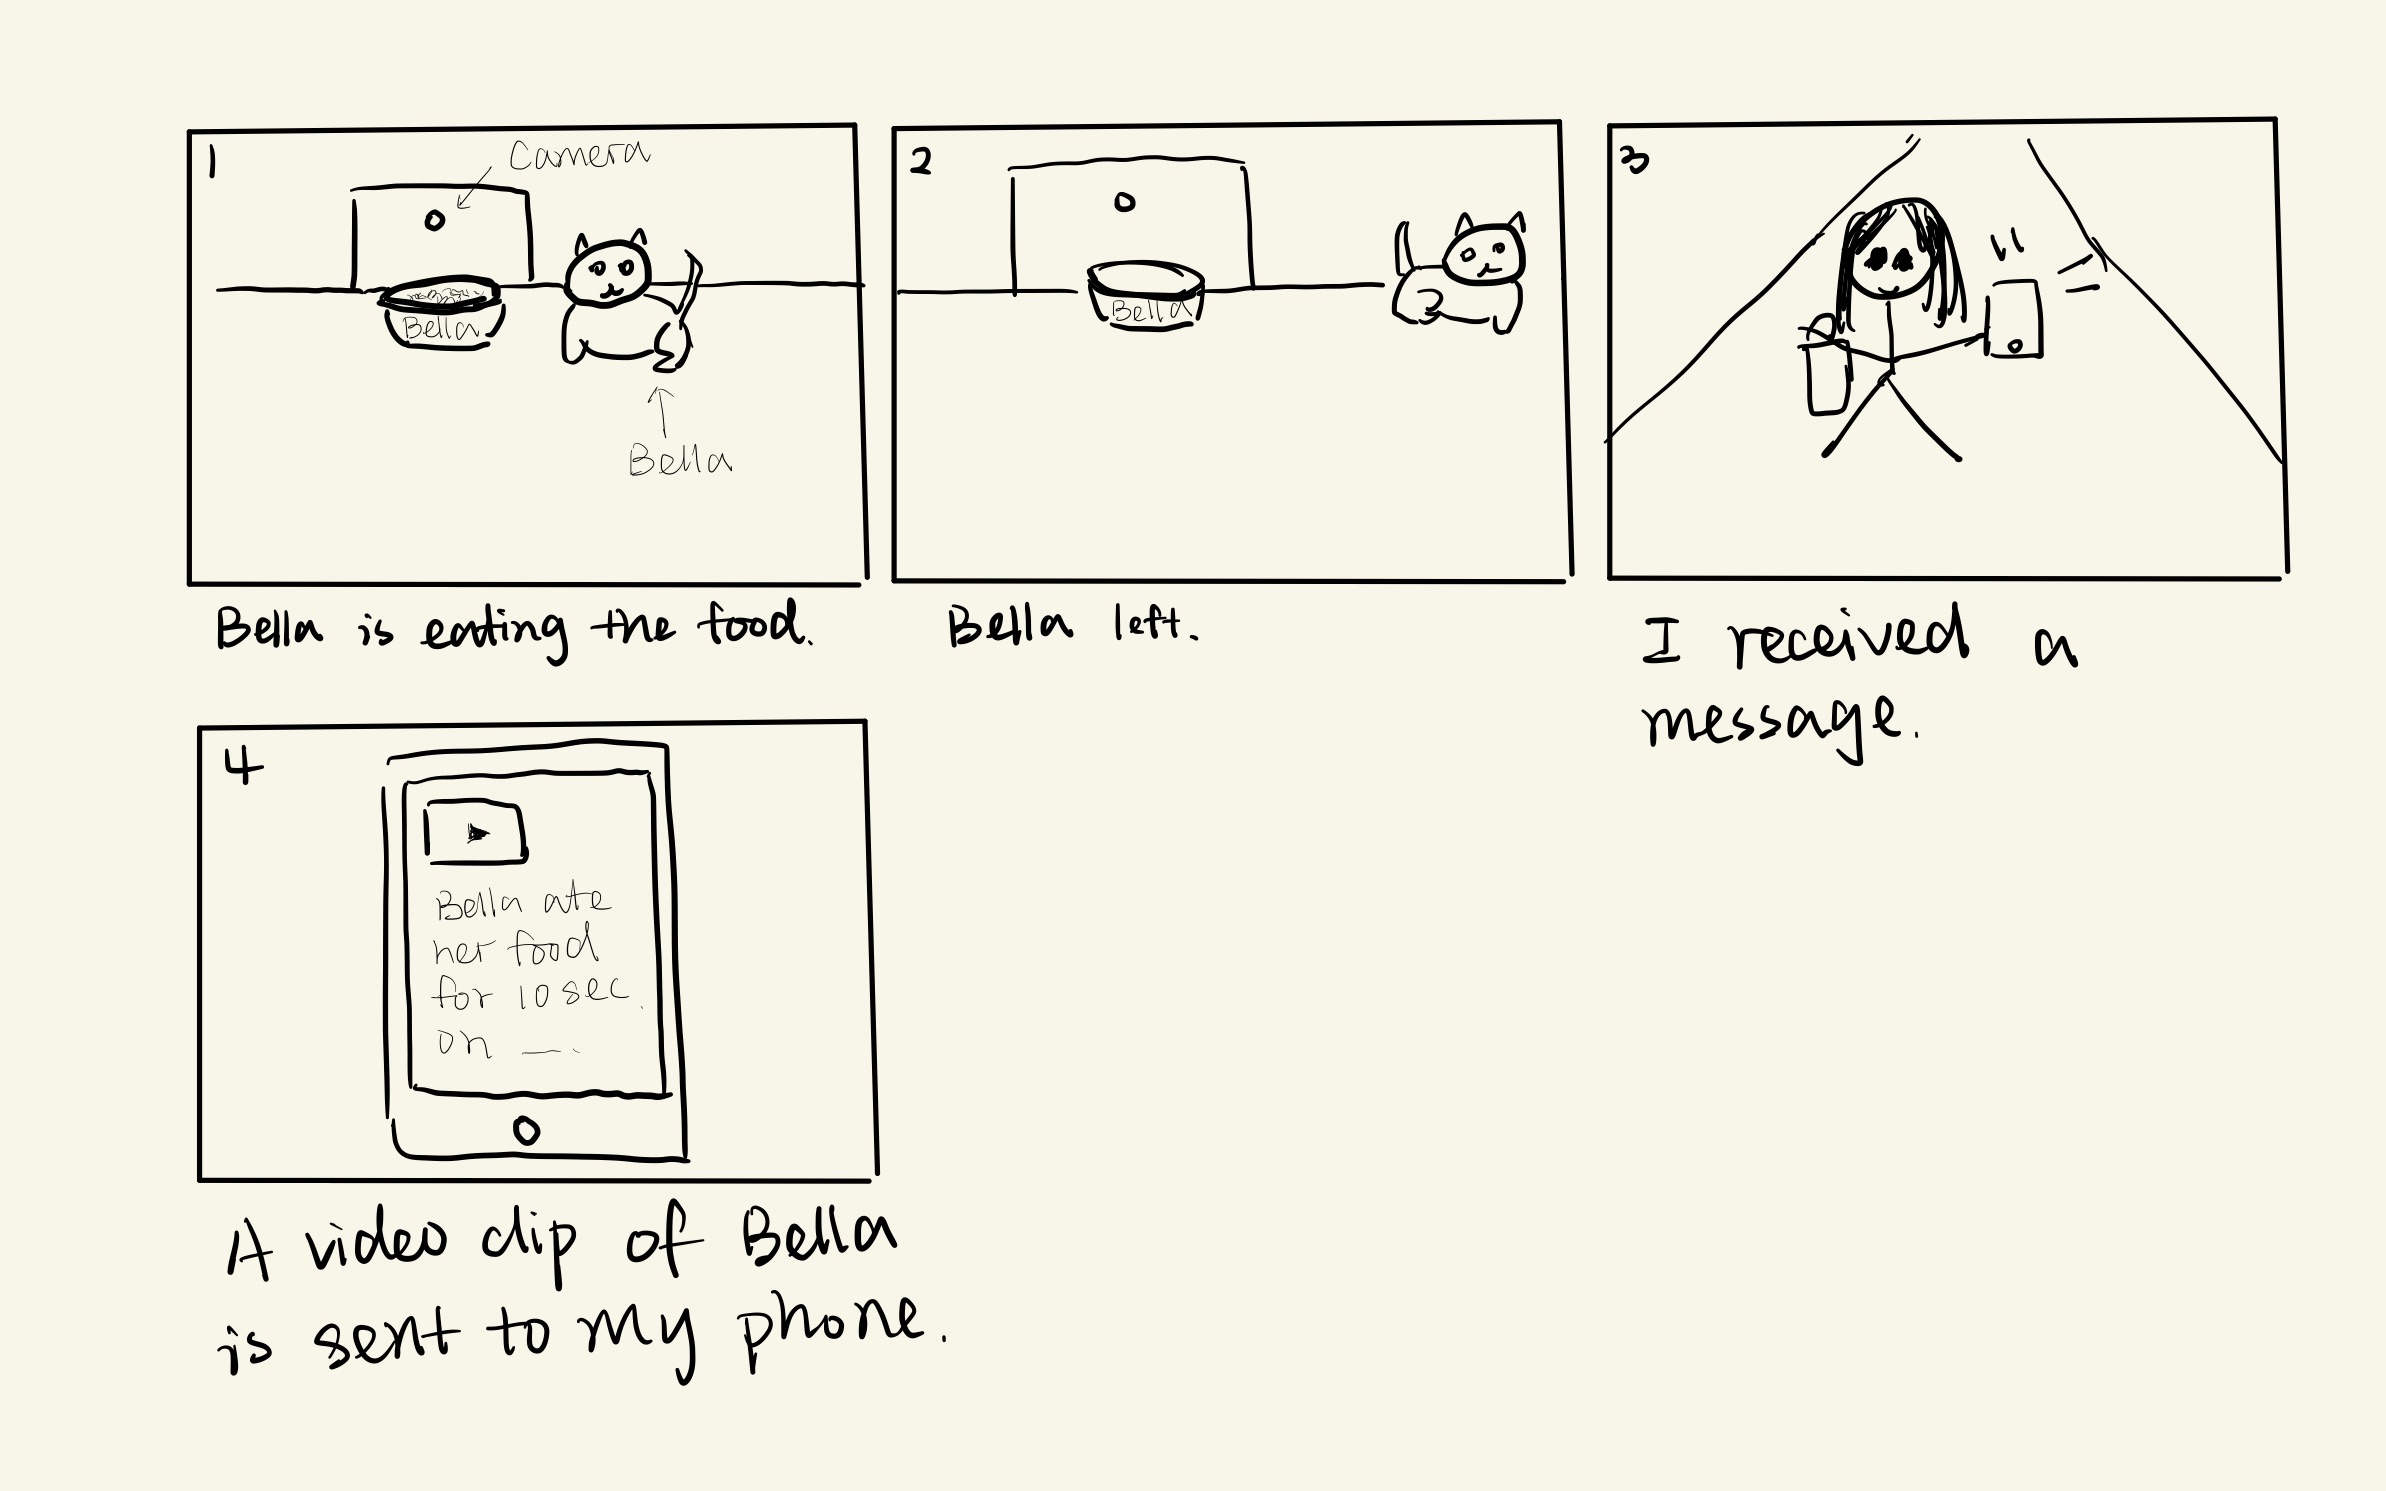 1
Camera
Bella
Bella
Bella is eating the food.
2
Bella
Bella left.
3
I received a
message.
4
Bella ate
her food
for 10 sec.
on __.
A video clip of Bella
is sent to my phone.